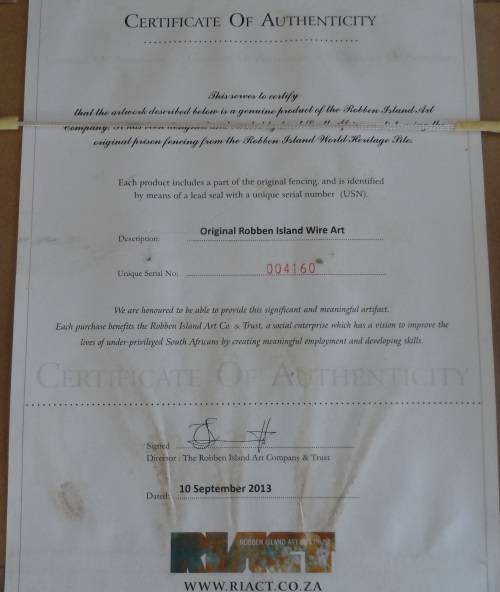 CERTIFICATE OF AUTHENTICITY
This serves to certify
that the artwork described below is a genuine product of the Robben Island Art
Company. It has been
original prison fencing from the Robben Island World Heritage Site.
Each product includes a part of the original fencing, and is identified
by means of a lead seal with a unique serial number (USN).
Description: Original Robben Island Wire Art
Unique Serial No: 004160
We are honoured to be able to provide this significant and meaningful artifact.
Each purchase benefits the Robben Island Art Co. & Trust, a social enterprise which has a vision to improve the
lives of under-privileged South Africans by creating meaningful employment and developing skills.
CERTIFICATE OF AUTHENTICITY
Signed
Director : The Robben Island Art Company & Trust
Dated: 10 September 2013
ROBBEN ISLAND ART
WWW.RIACT.CO.ZA